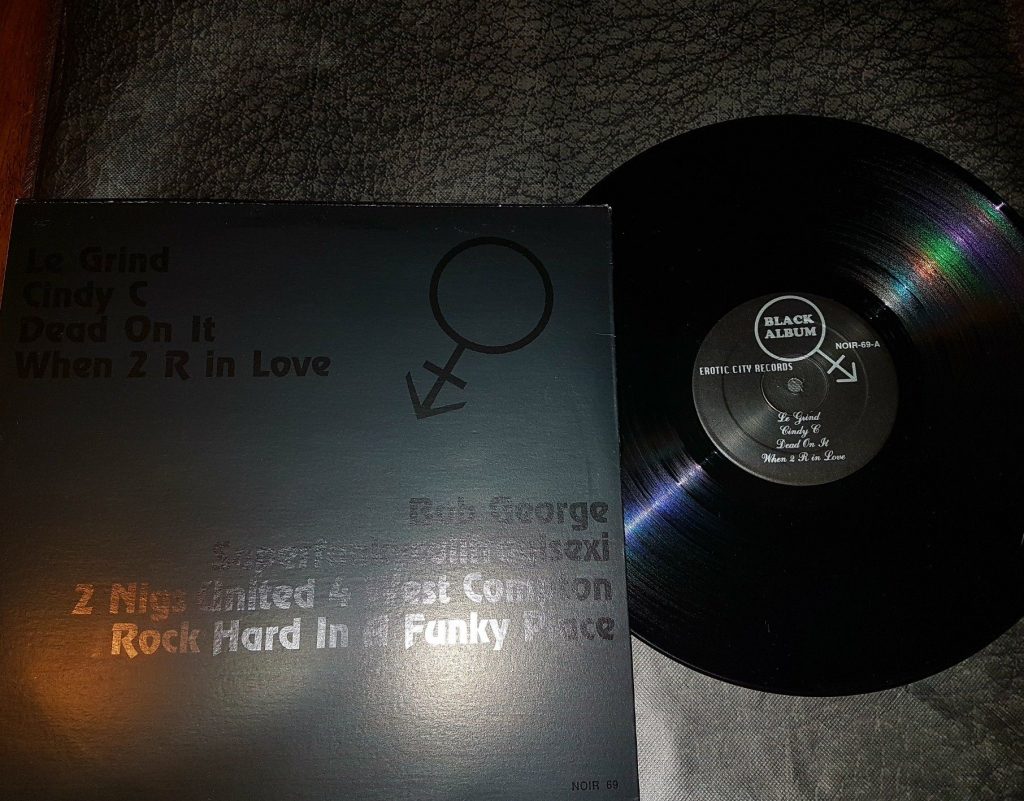 Le Grind
Cindy C
Dead On It
When 2 R in Love
Bob George
Superfunkycalifragisexi
2 Nigs United 4 West Compton
Rock Hard In A Funky Place
NOIR 69
BLACK
ALBUM
NOIR-69-A
EROTIC CITY RECORDS
Le Grind
Cindy C
Dead On It
When 2 R in Love